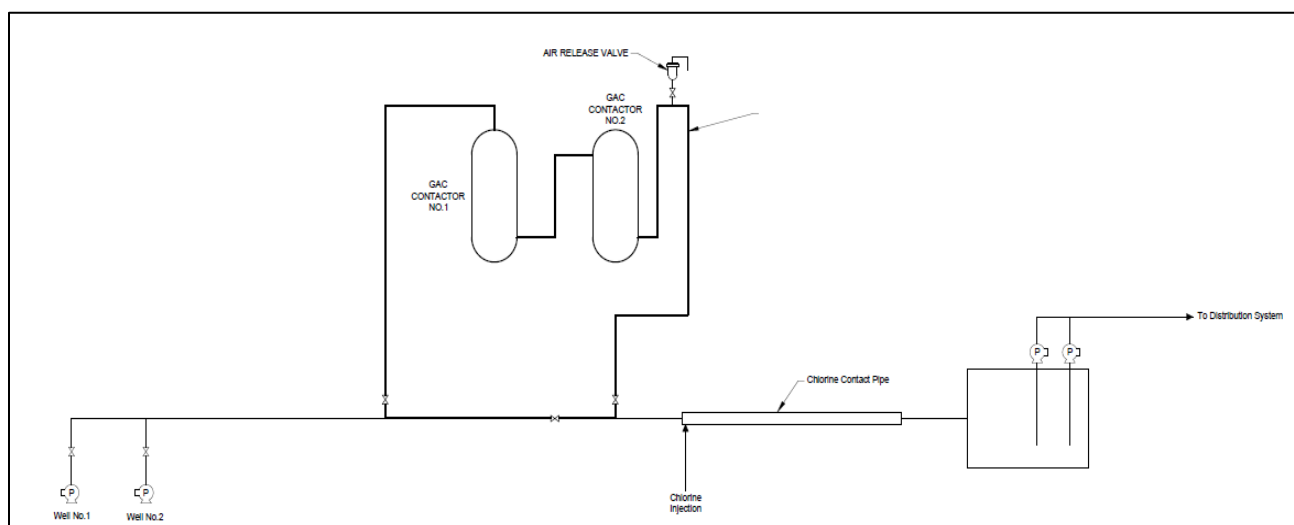 AIR RELEASE VALVE
GAC
CONTACTOR
NO.2
GAC
CONTACTOR
NO.1
To Distribution System
P
P
Chlorine Contact Pipe
P
P
Well No.1
Well No.2
Chlorine
Injection